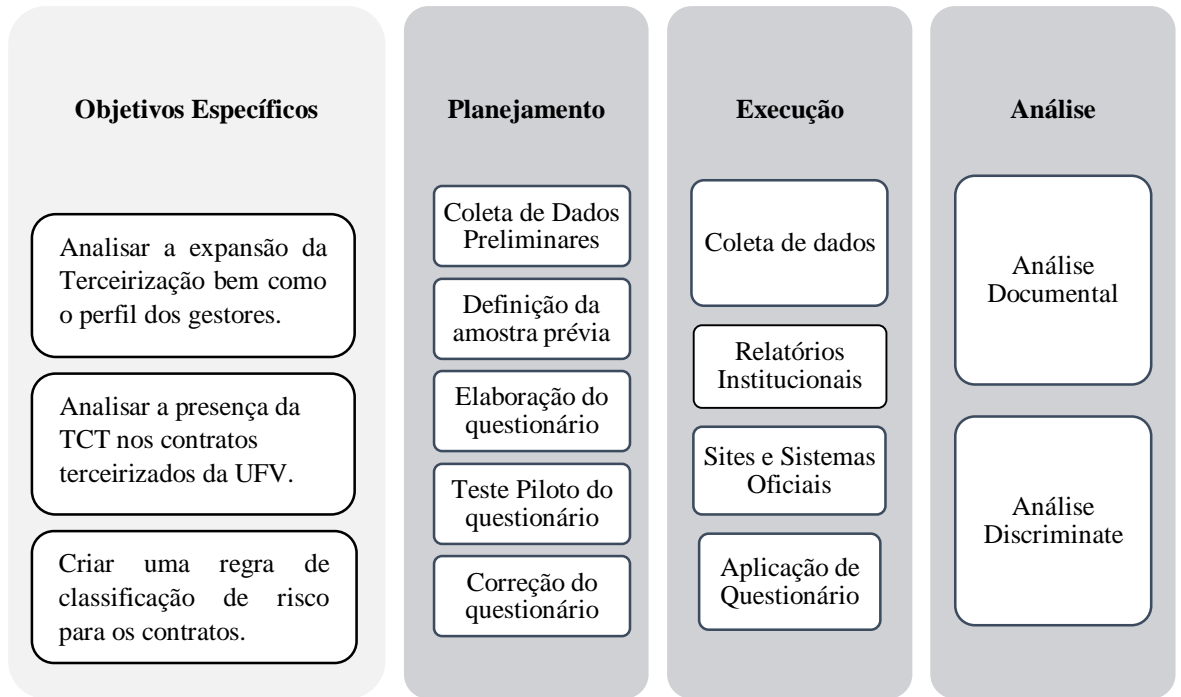 Objetivos Específicos
Analisar a expansão da
Terceirização bem como
o perfil dos gestores.
Analisar a presença da
TCT nos contratos
terceirizados da UFV.
Criar uma regra de
classificação de risco
para os contratos.
Planejamento
Coleta de Dados
Preliminares
Definição da
amostra prévia
Elaboração do
questionário
Teste Piloto do
questionário
Correção do
questionário
Execução
Coleta de dados
Relatórios
Institucionais
Sites e Sistemas
Oficiais
Aplicação de
Questionário
Análise
Análise
Documental
Análise
Discriminate